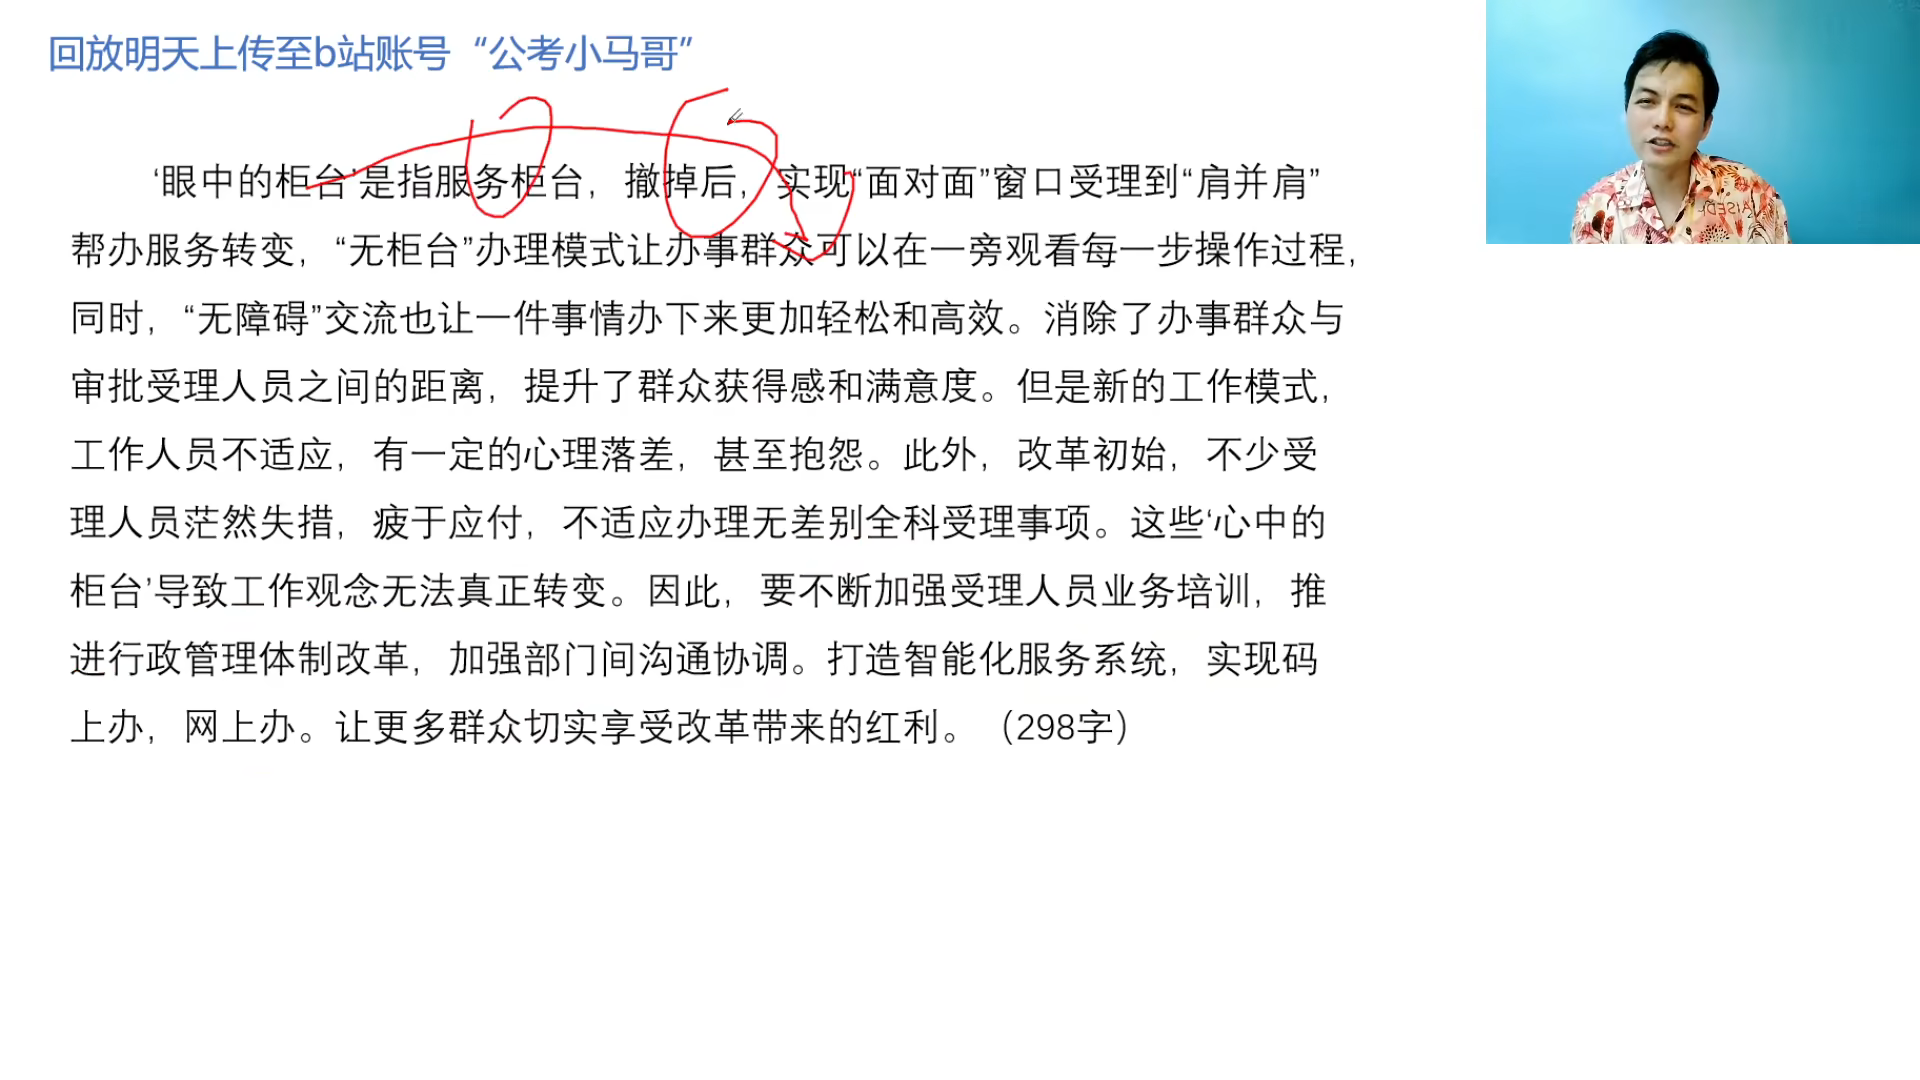 回放明天上传至b站账号“公考小马哥”
‘眼中的柜台’是指服务柜台，撤掉后，实现“面对面”窗口受理到“肩并肩”
帮办服务转变，“无柜台”办理模式让办事群众可以在一旁观看每一步操作过程，
同时，“无障碍”交流也让一件事情办下来更加轻松和高效。消除了办事群众与
审批受理人员之间的距离，提升了群众获得感和满意度。但是新的工作模式，
工作人员不适应，有一定的心理落差，甚至抱怨。此外，改革初始，不少受
理人员茫然失措，疲于应付，不适应办理无差别全科受理事项。这些‘心中的
柜台’导致工作观念无法真正转变。因此，要不断加强受理人员业务培训，推
进行政管理体制改革，加强部门间沟通协调。打造智能化服务系统，实现码
上办，网上办。让更多群众切实享受改革带来的红利。（298字）